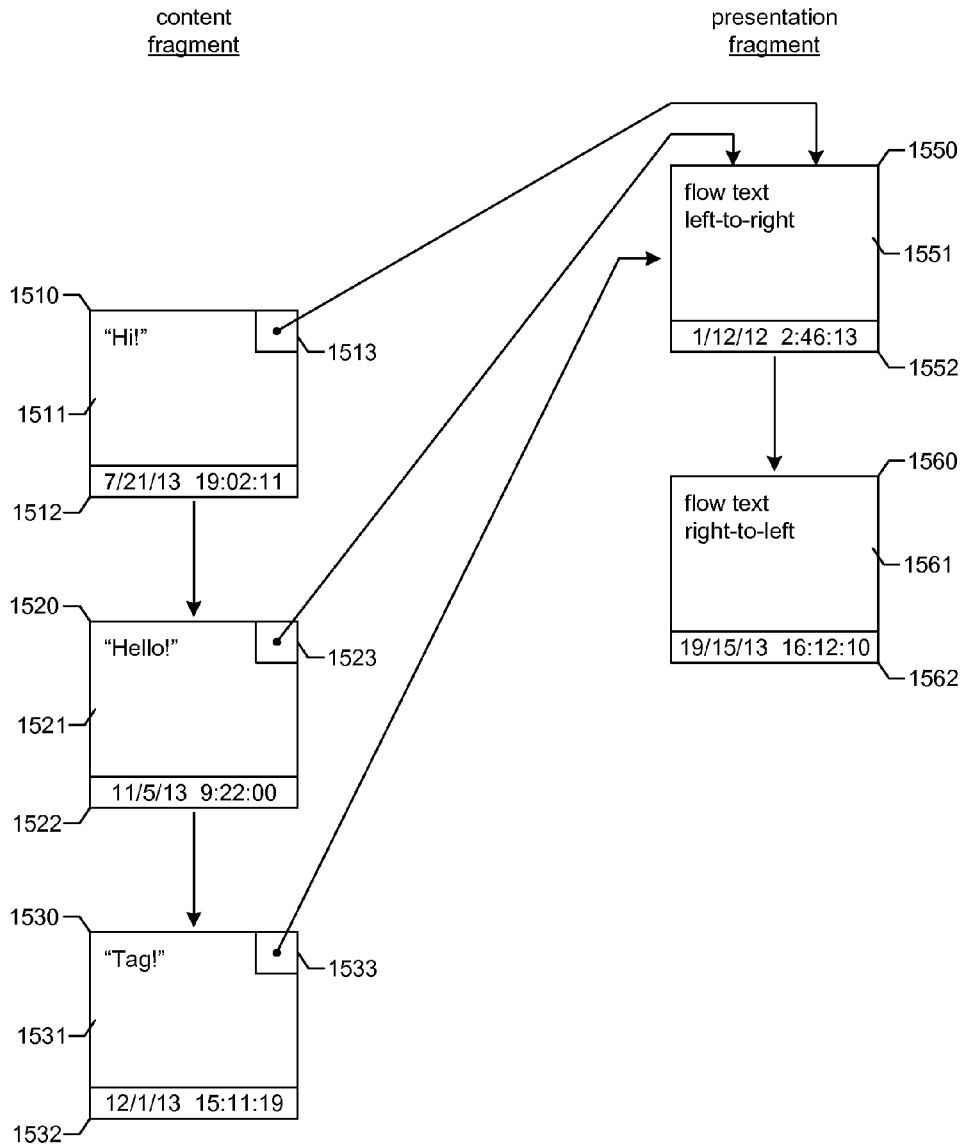 content
fragment
presentation
fragment
1510
“Hi!”
1513
1511
7/21/13 19:02:11
1512
1520
“Hello!”
1523
1521
11/5/13 9:22:00
1522
1530
“Tag!”
1533
1531
12/1/13 15:11:19
1532
1550
flow text
left-to-right
1551
1/12/12 2:46:13
1552
1560
flow text
right-to-left
1561
19/15/13 16:12:10
1562